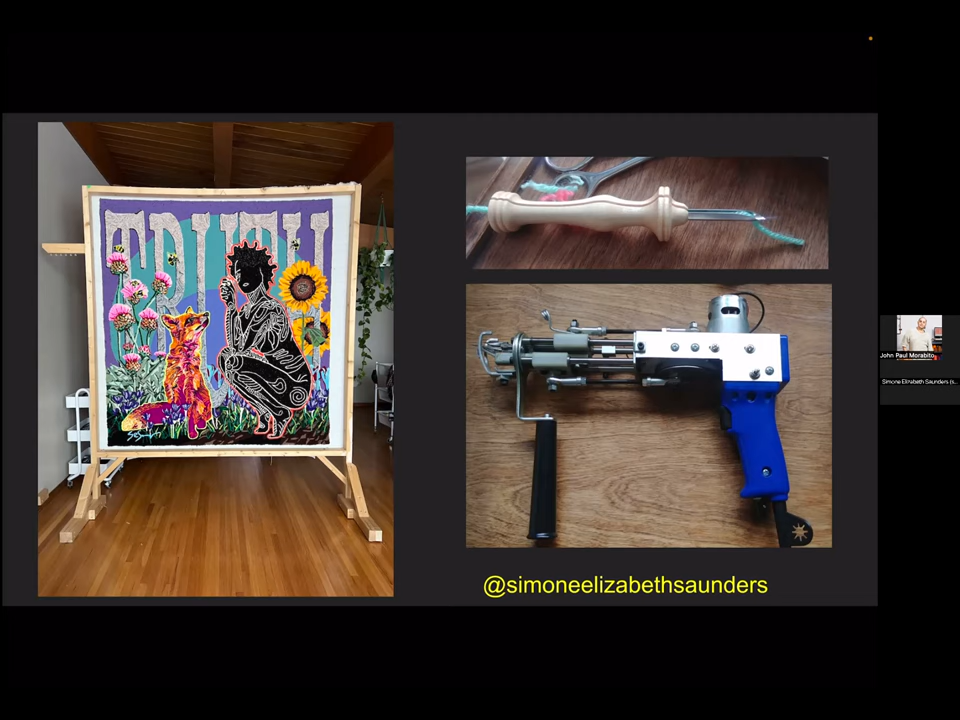 TRUTH
@simoneelizabethsaunders
John Paul Morabito
Simone Elizabeth Saunders (s...